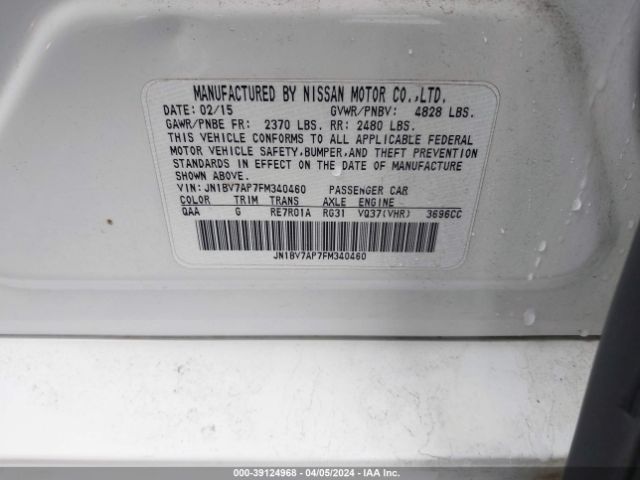 MANUFACTURED BY NISSAN MOTOR CO.,LTD.
DATE: 02/15 GVWR/PNBV: 4828 LBS.
GAWR/PNBE FR: 2370 LBS. RR: 2480 LBS.
THIS VEHICLE CONFORMS TO ALL APPLICABLE FEDERAL
MOTOR VEHICLE SAFETY,BUMPER,AND THEFT PREVENTION
STANDARDS IN EFFECT ON THE DATE OF MANUFACTURE
SHOWN ABOVE.
VIN: JN1BV7AP7FM340460 PASSENGER CAR
COLOR TRIM TRANS AXLE ENGINE
QAA G RE7R01A RG31 VQ37(VHR) 3696CC
JN1BV7AP7FM340460
000-39124968 - 04/05/2024 - IAAI.COM